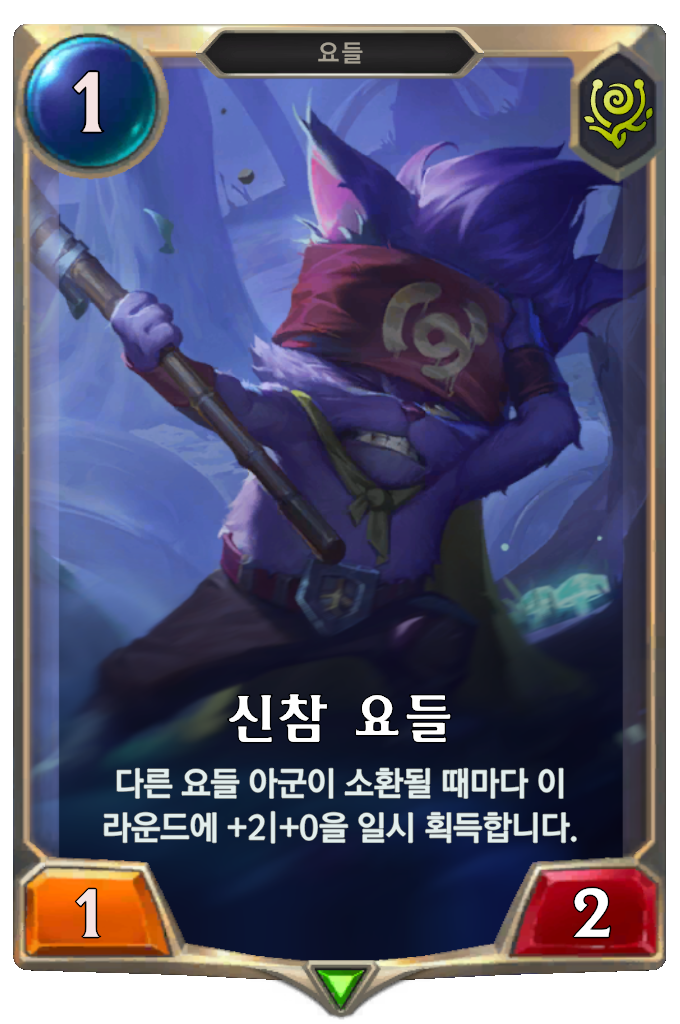 요들
1
신참 요들
다른 요들 아군이 소환될 때마다 이
라운드에 +2|+0을 일시 획득합니다.
1
2